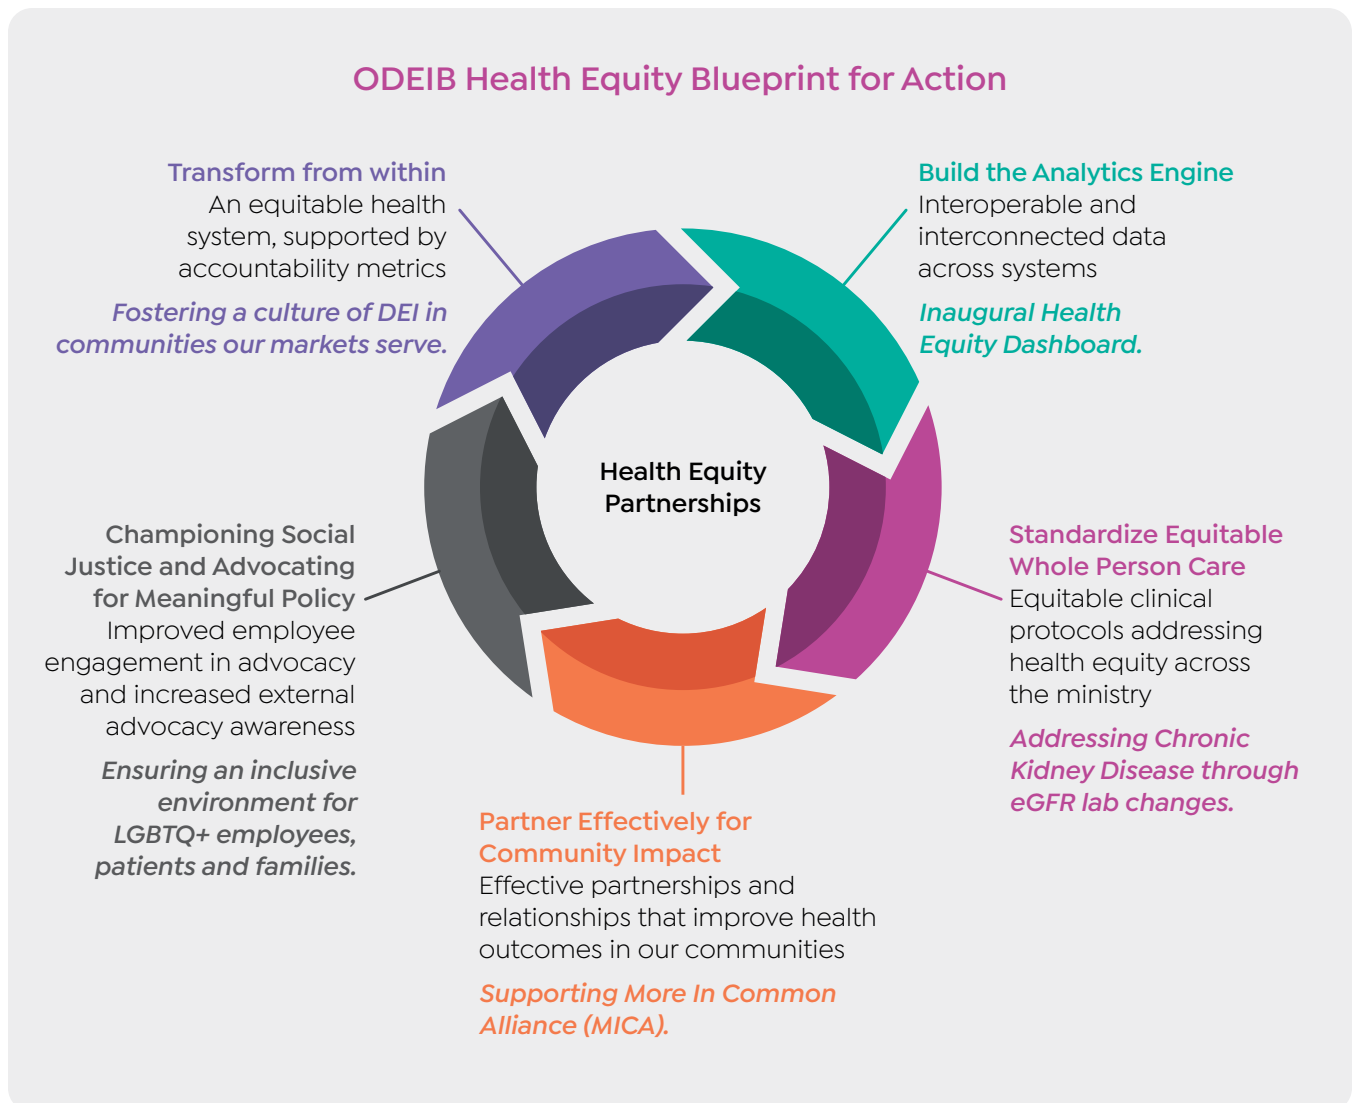 ODEIB Health Equity Blueprint for Action
Transform from within
An equitable health
system, supported by
accountability metrics
Fostering a culture of DEI in
communities our markets serve.
Build the Analytics Engine
Interoperable and
interconnected data
across systems
Inaugural Health
Equity Dashboard.
Health Equity
Partnerships
Championing Social
Justice and Advocating
for Meaningful Policy
Improved employee
engagement in advocacy
and increased external
advocacy awareness
Ensuring an inclusive
environment for
LGBTQ+ employees,
patients and families.
Standardize Equitable
Whole Person Care
Equitable clinical
protocols addressing
health equity across
the ministry
Addressing Chronic
Kidney Disease through
eGFR lab changes.
Partner Effectively for
Community Impact
Effective partnerships and
relationships that improve health
outcomes in our communities
Supporting More In Common
Alliance (MICA).